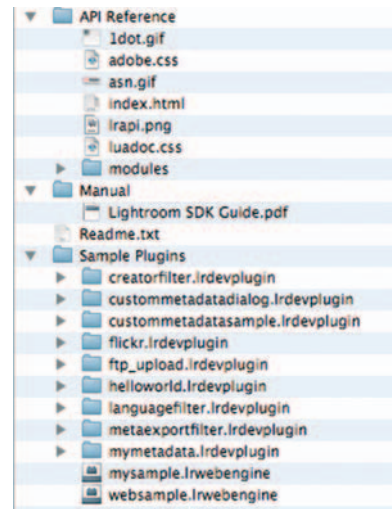 API Reference
1dot.gif
adobe.css
asn.gif
index.html
lrapi.png
luadoc.css
modules
Manual
Lightroom SDK Guide.pdf
Readme.txt
Sample Plugins
creatorfilter.lrdevplugin
custommetadatadialog.lrdevplugin
custommetadatasample.lrdevplugin
flickr.lrdevplugin
ftp_upload.lrdevplugin
helloworld.lrdevplugin
languagefilter.lrdevplugin
metaexportfilter.lrdevplugin
mymetadata.lrdevplugin
mysample.lrwebengine
websample.lrwebengine